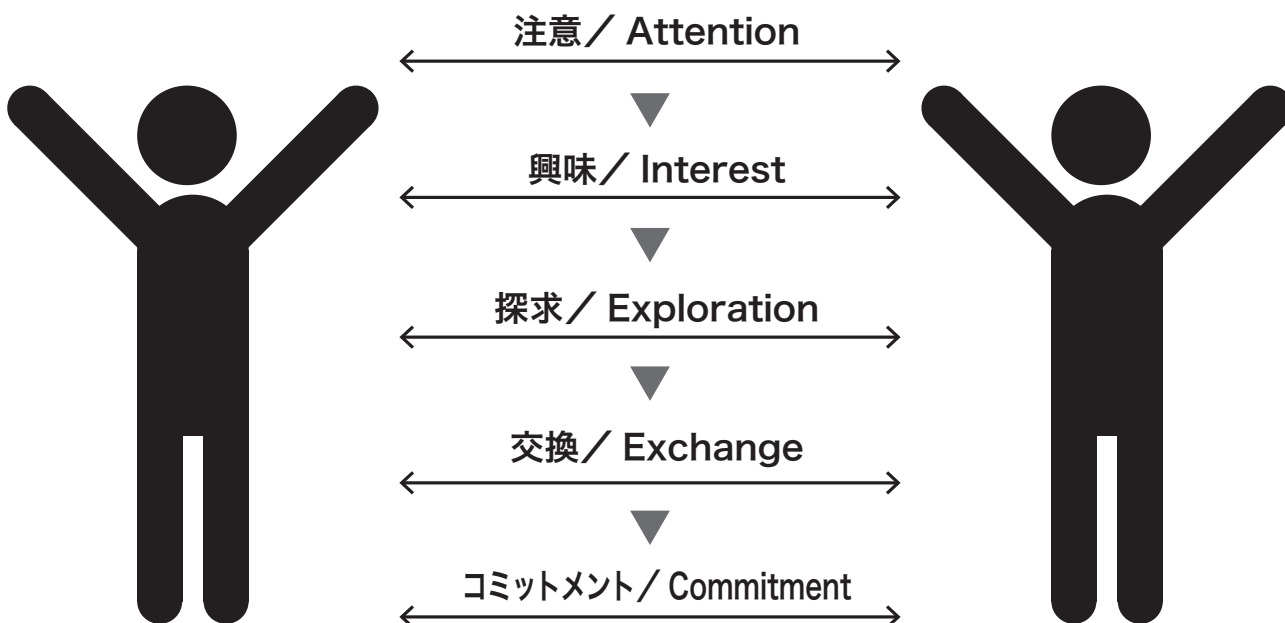 注意／ Attention
興味／ Interest
探求／ Exploration
交換／ Exchange
コミットメント／ Commitment